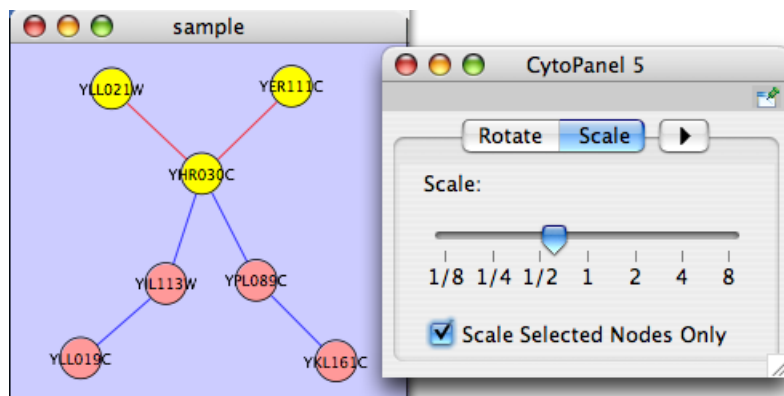 sample
YLL021W
YER111C
YHR030C
YIL113W
YPL089C
YLL019C
YKL161C
CytoPanel 5
Rotate
Scale
Scale:
1/8 1/4 1/2 1 2 4 8
Scale Selected Nodes Only